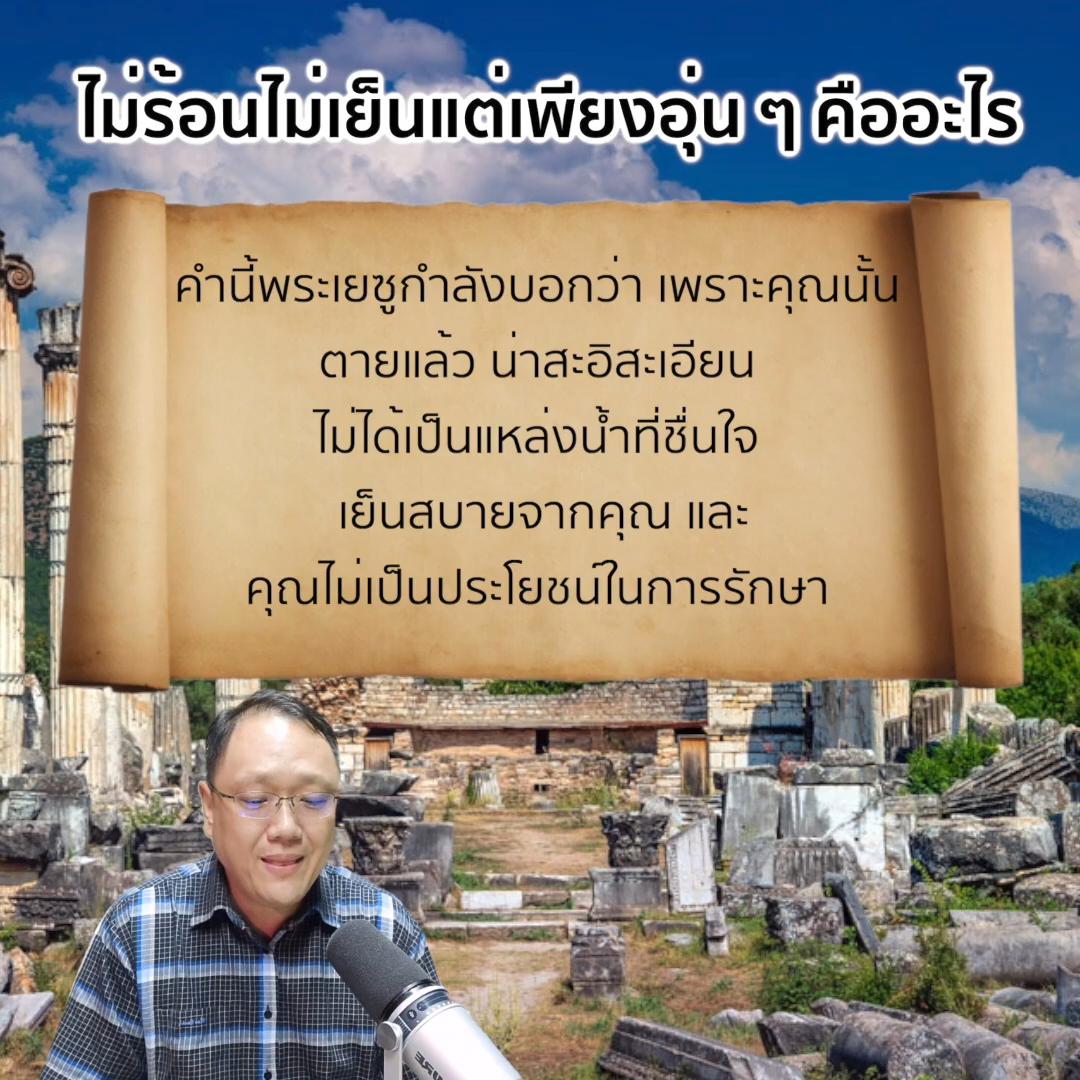 ไม่ร้อนไม่เย็นแต่เพียงอุ่น ๆ คืออะไร
คำนี้พระเยซูกำลังบอกว่า เพราะคุณนั้น
ตายแล้ว น่าสะอิสะเอียน
ไม่ได้เป็นแหล่งน้ำที่ชื่นใจ
เย็นสบายจากคุณ และ
คุณไม่เป็นประโยชน์ในการรักษา